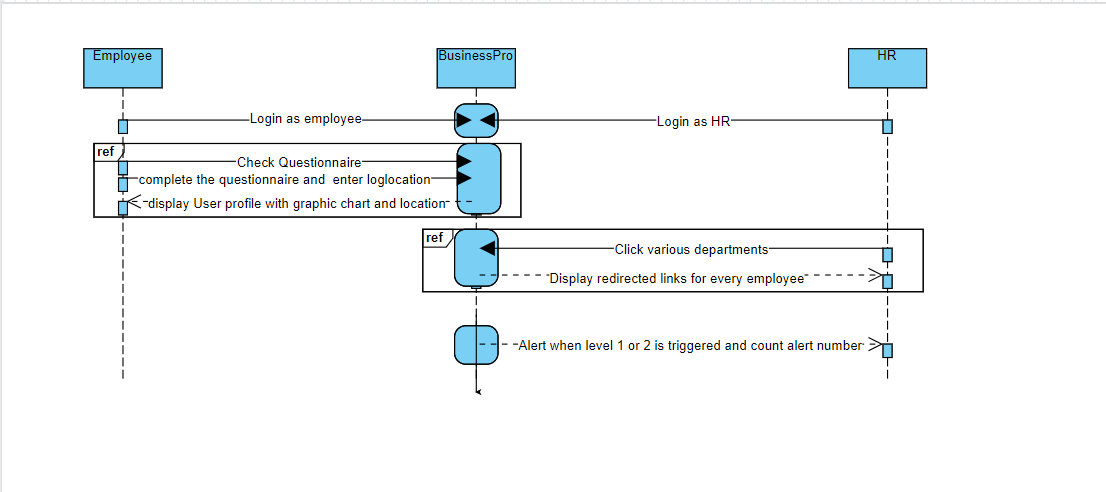 Employee
BusinessPro
HR
Login as employee
Login as HR
ref
Check Questionnaire
complete the questionnaire and enter loglocation
display User profile with graphic chart and location
ref
Click various departments
Display redirected links for every employee
Alert when level 1 or 2 is triggered and count alert number